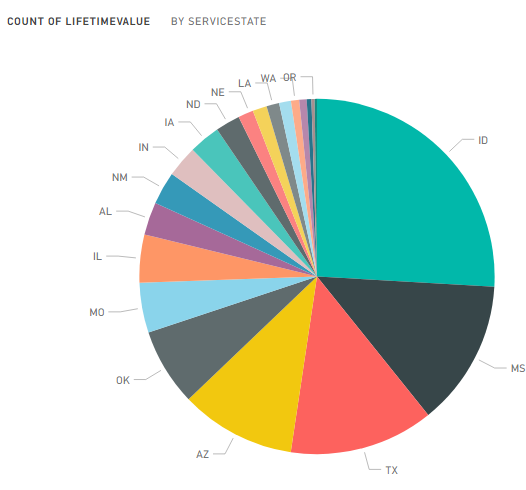 COUNT OF LIFETIMEVALUE BY SERVICESTATE
ID
MS
TX
AZ
OK
MO
IL
AL
NM
IN
IA
ND
NE
LA
WA
OR